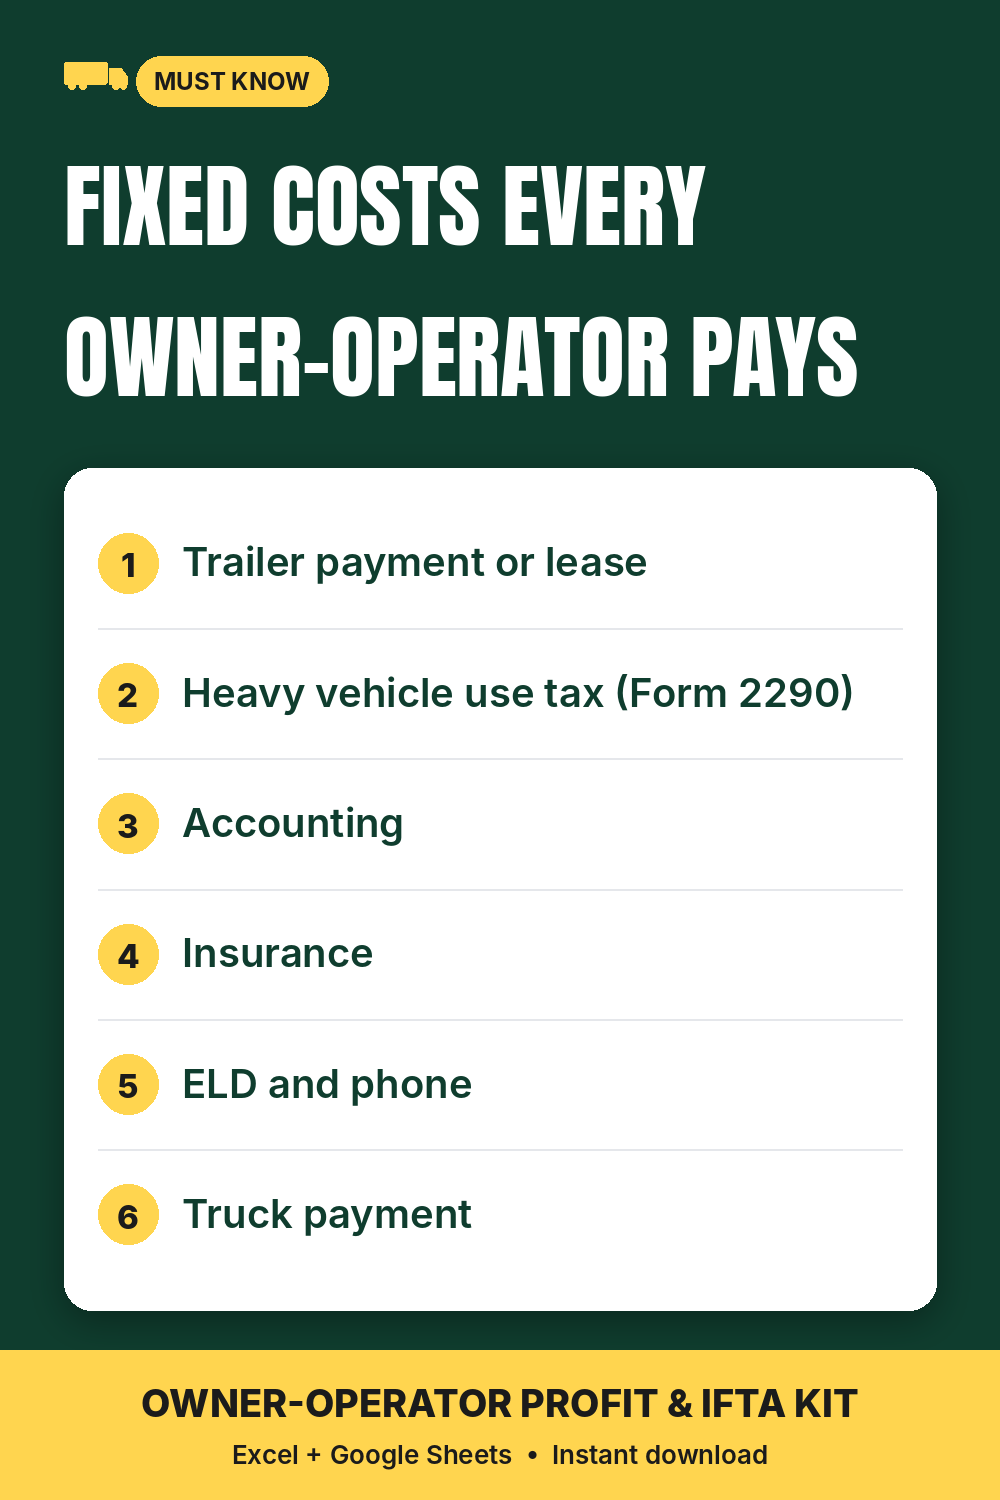 MUST KNOW
FIXED COSTS EVERY
OWNER-OPERATOR PAYS
1 Trailer payment or lease
2 Heavy vehicle use tax (Form 2290)
3 Accounting
4 Insurance
5 ELD and phone
6 Truck payment
OWNER-OPERATOR PROFIT & IFTA KIT
Excel + Google Sheets • Instant download